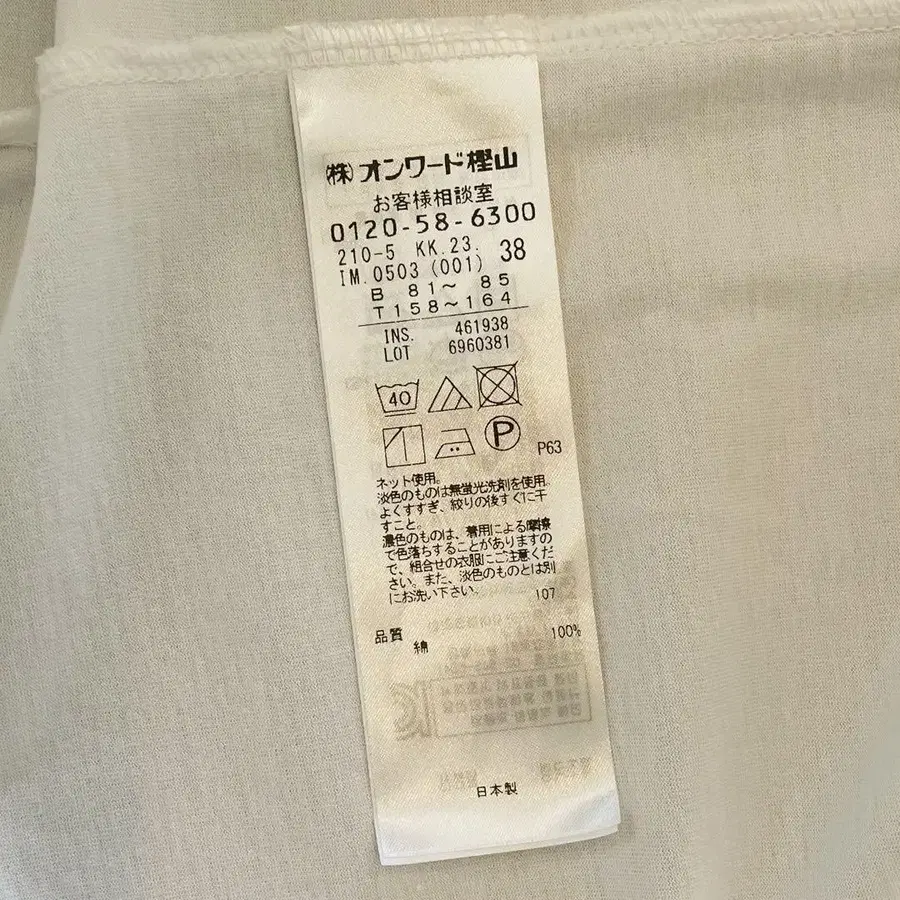 (株)オンワード樫山
お客様相談室
0120-58-6300
210-5 KK.23.
IM.0503 (001) 38
B 81～ 85
T158～164
INS. 461938
LOT 6960381
40
P
P63
ネット使用。
淡色のものは無蛍光洗剤を使用。
よくすすぎ、絞りの後すぐに干
すこと。
濃色のものは、着用による摩擦
で色落ちすることがありますの
で、組合せの衣服にご注意くだ
さい。また、淡色のものとは別
にお洗い下さい。
107
品質
綿 100%
日本製